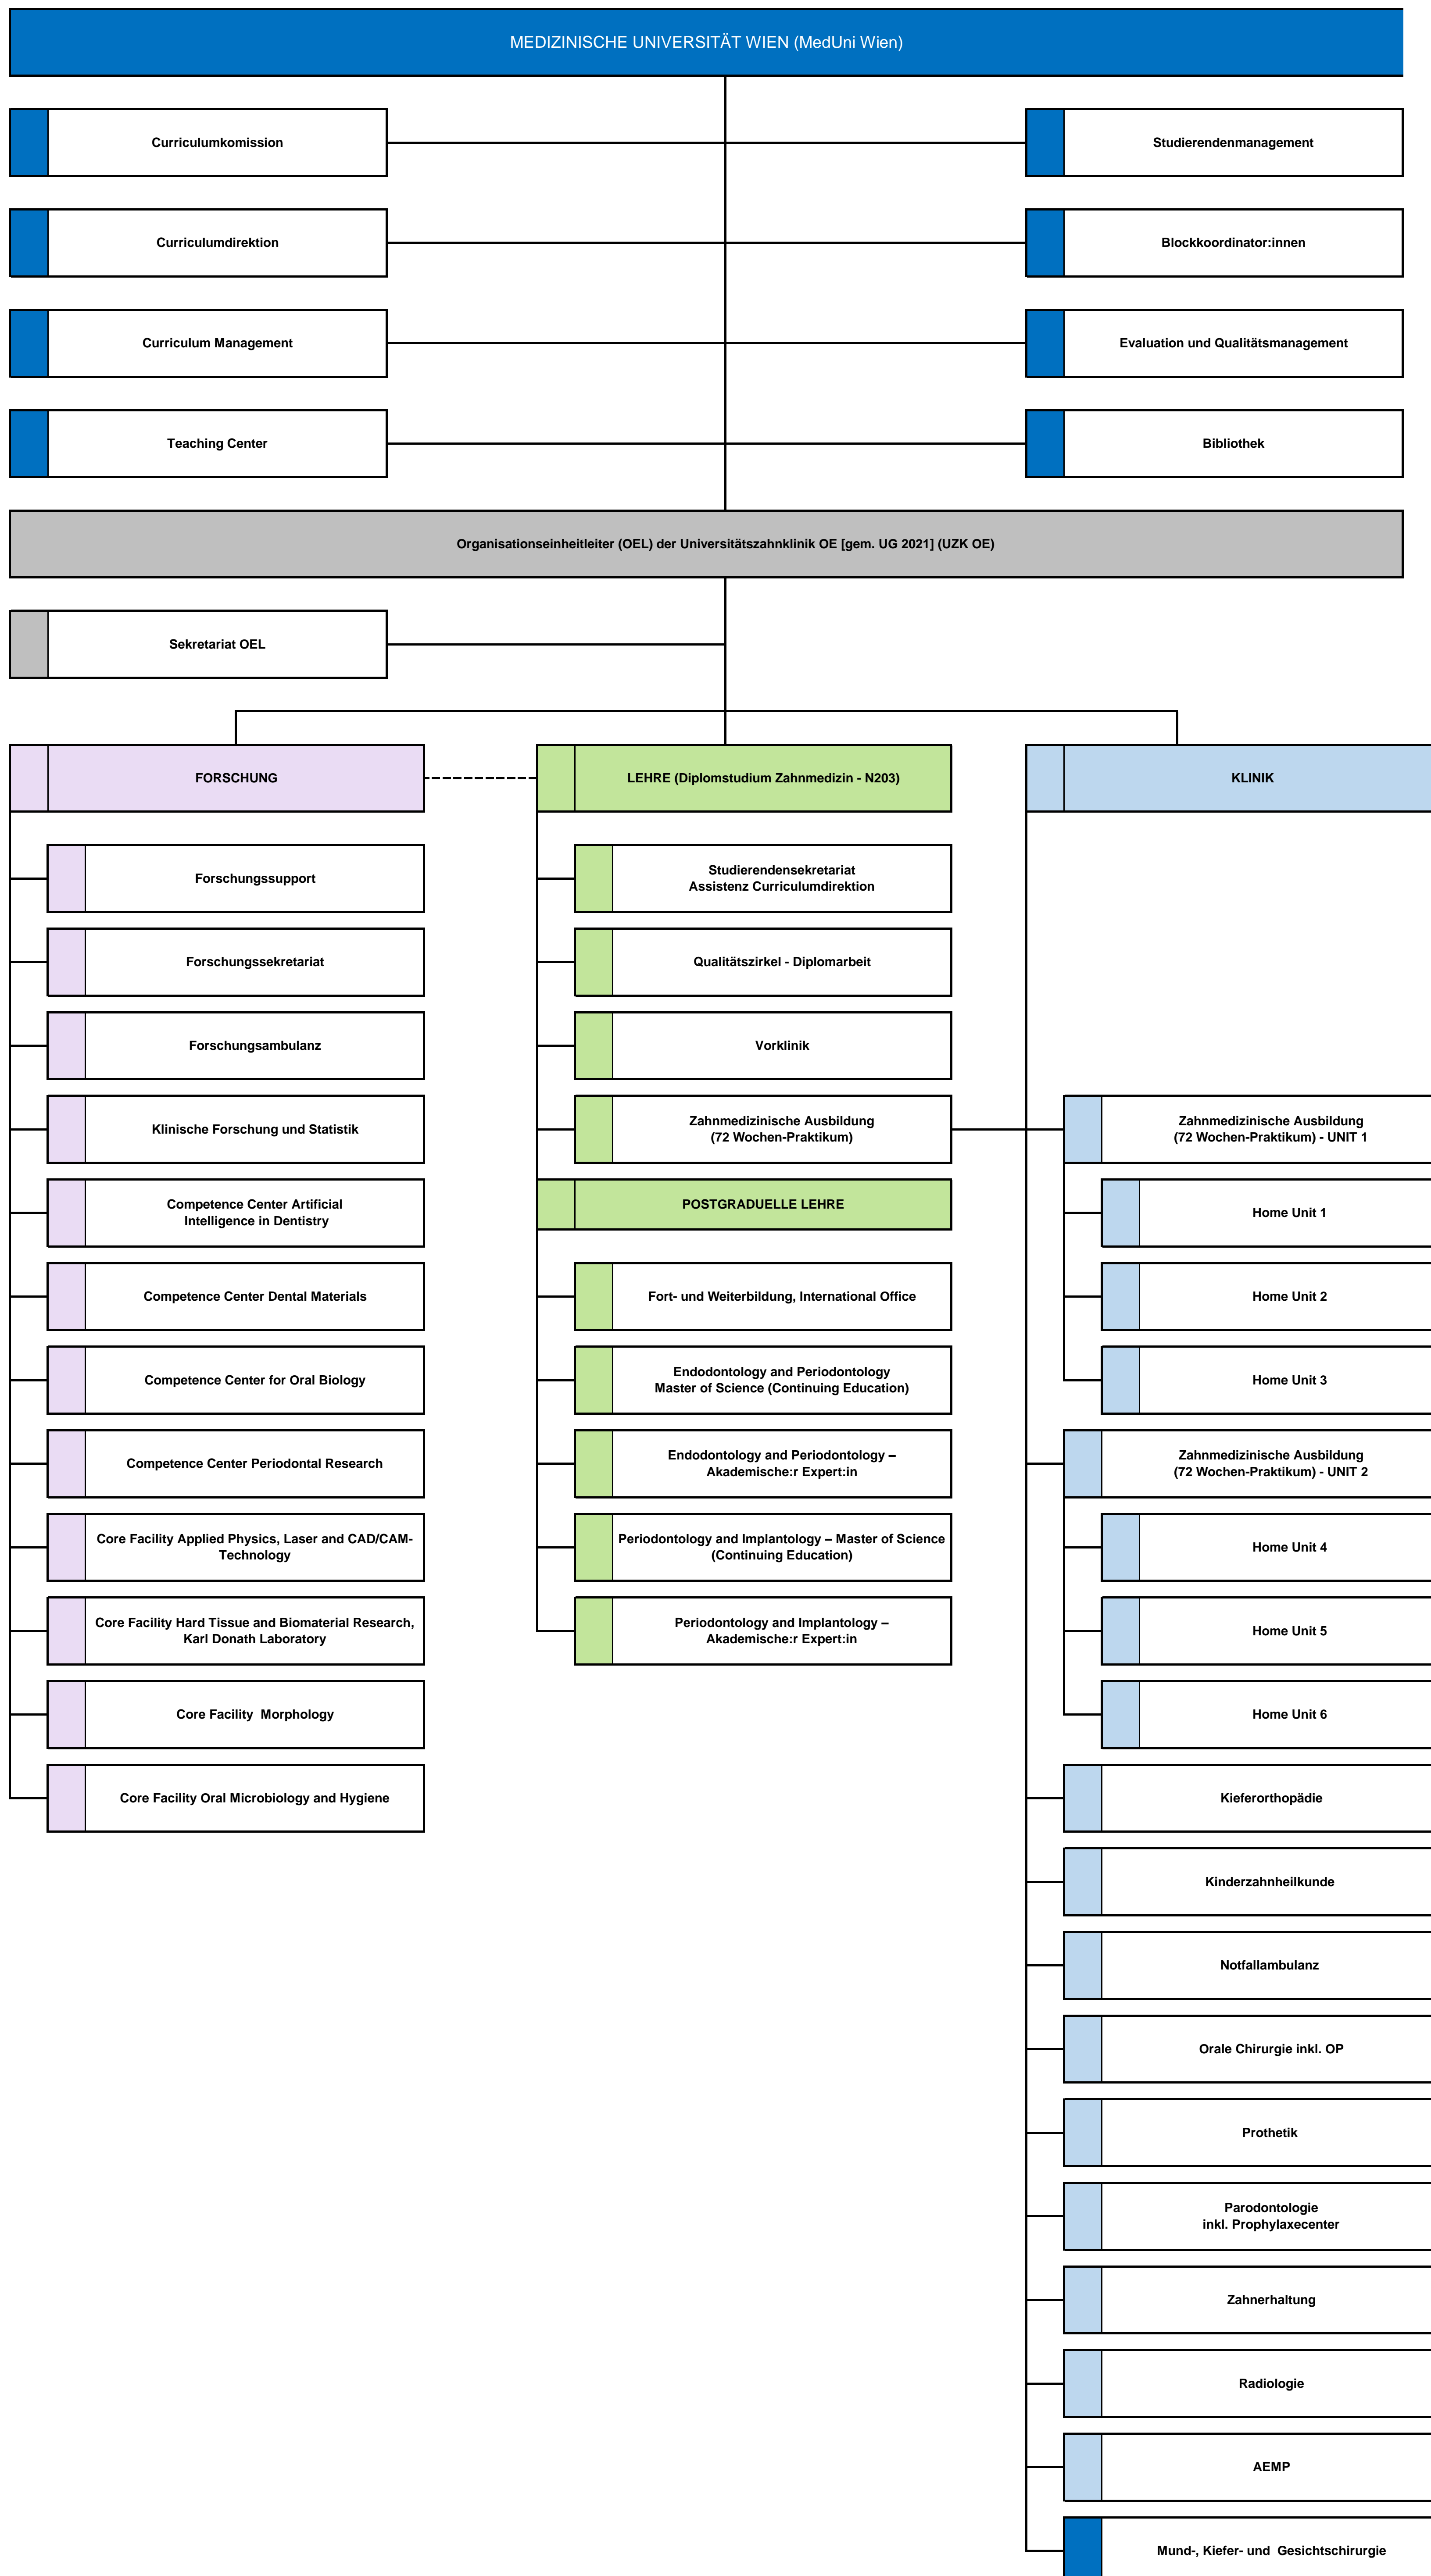 MEDIZINISCHE UNIVERSITÄT WIEN (MedUni Wien)
Curriculumkomission
Studierendenmanagement
Curriculumdirektion
Blockkoordinator:innen
Curriculum Management
Evaluation und Qualitätsmanagement
Teaching Center
Bibliothek
Organisationseinheitleiter (OEL) der Universitätszahnklinik OE [gem. UG 2021] (UZK OE)
Sekretariat OEL
FORSCHUNG
Forschungssupport
Forschungssekretariat
Forschungsambulanz
Klinische Forschung und Statistik
Competence Center Artificial
Intelligence in Dentistry
Competence Center Dental Materials
Competence Center for Oral Biology
Competence Center Periodontal Research
Core Facility Applied Physics, Laser and CAD/CAM-
Technology
Core Facility Hard Tissue and Biomaterial Research,
Karl Donath Laboratory
Core Facility  Morphology
Core Facility Oral Microbiology and Hygiene
LEHRE (Diplomstudium Zahnmedizin - N203)
Studierendensekretariat
Assistenz Curriculumdirektion
Qualitätszirkel - Diplomarbeit
Vorklinik
Zahnmedizinische Ausbildung
(72 Wochen-Praktikum)
POSTGRADUELLE LEHRE
Fort- und Weiterbildung, International Office
Endodontology and Periodontology
Master of Science (Continuing Education)
Endodontology and Periodontology –
Akademische:r Expert:in
Periodontology and Implantology – Master of Science
(Continuing Education)
Periodontology and Implantology –
Akademische:r Expert:in
KLINIK
Zahnmedizinische Ausbildung
(72 Wochen-Praktikum) - UNIT 1
Home Unit 1
Home Unit 2
Home Unit 3
Zahnmedizinische Ausbildung
(72 Wochen-Praktikum) - UNIT 2
Home Unit 4
Home Unit 5
Home Unit 6
Kieferorthopädie
Kinderzahnheilkunde
Notfallambulanz
Orale Chirurgie inkl. OP
Prothetik
Parodontologie
inkl. Prophylaxecenter
Zahnerhaltung
Radiologie
AEMP
Mund-, Kiefer- und  Gesichtschirurgie